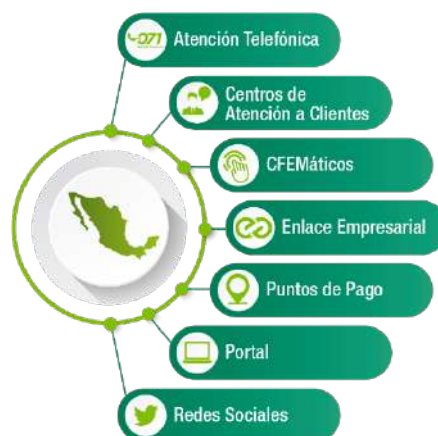 071
Atención Telefónica
Centros de
Atención a Clientes
CFEMáticos
Enlace Empresarial
Puntos de Pago
Portal
Redes Sociales